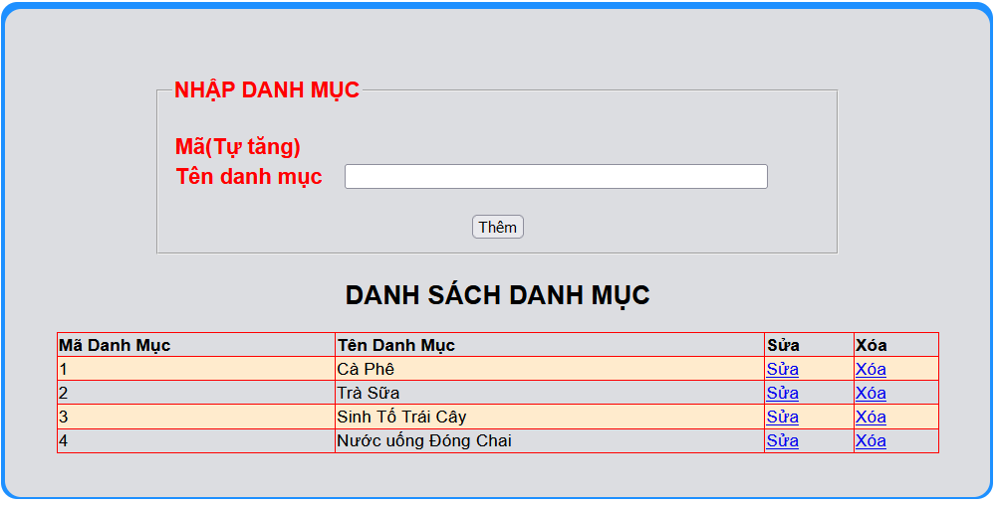 NHẬP DANH MỤC
Mã(Tự tăng)
Tên danh mục
Thêm
DANH SÁCH DANH MỤC
Mã Danh Mục Tên Danh Mục Sửa Xóa
1 Cà Phê Sửa Xóa
2 Trà Sữa Sửa Xóa
3 Sinh Tố Trái Cây Sửa Xóa
4 Nước uống Đóng Chai Sửa Xóa